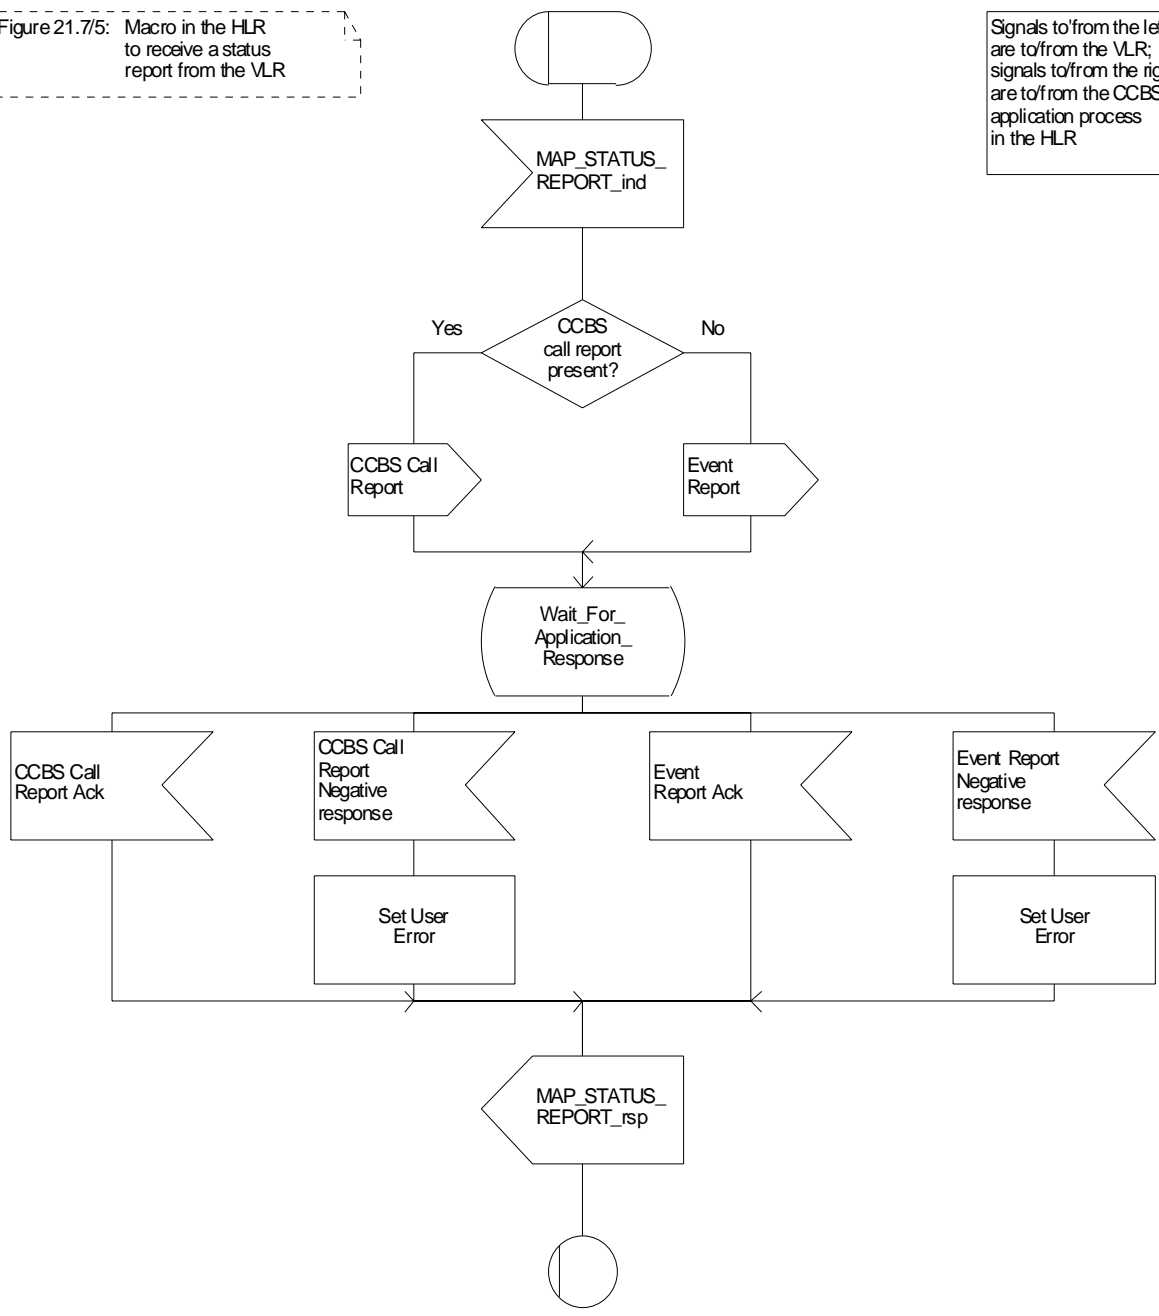 Figure 21.7/5: Macro in the HLR
to receive a status
report from the VLR
Signals to'from the lef
are to/from the VLR;
signals to/from the rig
are to/from the CCBS
application process
in the HLR
MAP_STATUS_
REPORT_ind
Yes
CCBS
call report
present?
No
CCBS Call
Report
Event
Report
Wait_For_
Application_
Response
CCBS Call
Report Ack
CCBS Call
Report
Negative
response
Event
Report Ack
Event Report
Negative
response
Set User
Error
Set User
Error
MAP_STATUS_
REPORT_rsp